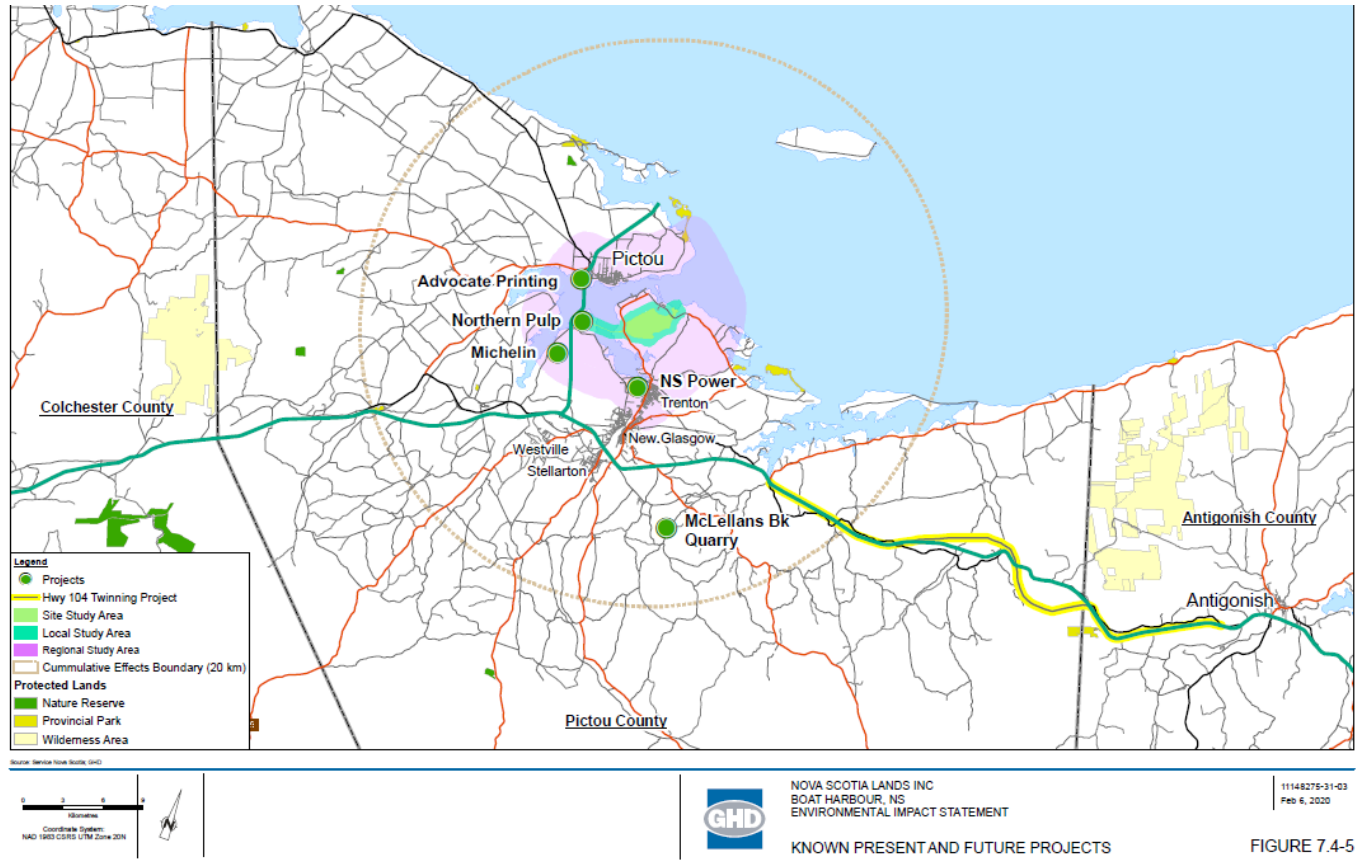 Pictou
Advocate Printing
Northern Pulp
Michelin
NS Power
Trenton
Colchester County
New Glasgow
Westville
Stellarton
McLellans Bk
Quarry
Antigonish County
Antigonish
Pictou County
Legend
Projects
Hwy 104 Twinning Project
Site Study Area
Local Study Area
Regional Study Area
Cummulative Effects Boundary (20 km)
Protected Lands
Nature Reserve
Provincial Park
Wilderness Area
Source: Service Nova Scotia; GHD
0 3 6 9
Kilometres
Coordinate System:
NAD 1983 CSRS UTM Zone 20N
N
GHD
NOVA SCOTIA LANDS INC
BOAT HARBOUR, NS
ENVIRONMENTAL IMPACT STATEMENT
KNOWN PRESENT AND FUTURE PROJECTS
11148275-31-03
Feb 6, 2020
FIGURE 7.4-5